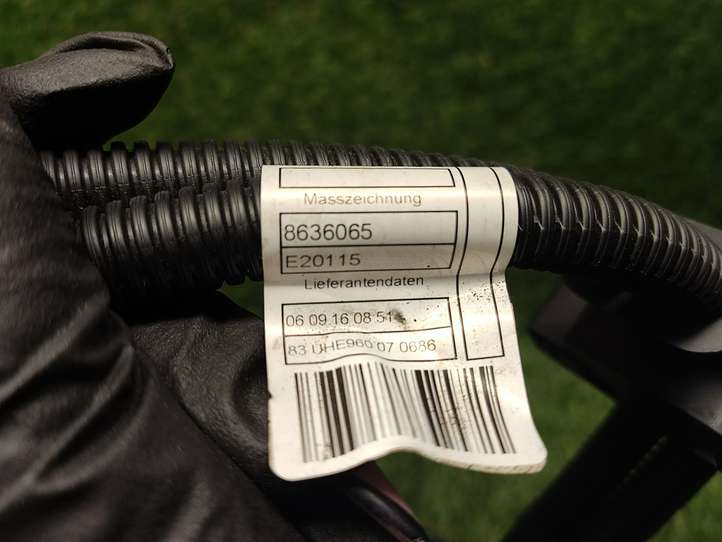 Masszeichnung
8636065
E20115
Lieferantendaten
06 09 16 08 51
83 UHE960 07 0686